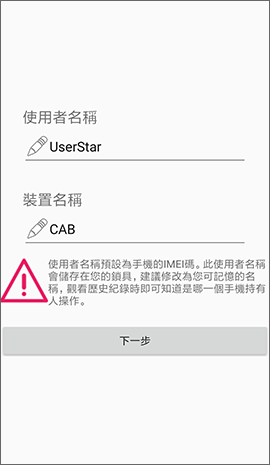 使用者名稱
UserStar
裝置名稱
CAB
使用者名稱預設為手機的IMEI碼。此使用者名稱
會儲存在您的鎖具，建議修改為您可記憶的名
稱，觀看歷史紀錄時即可知道是哪一個手機持有
人操作。
下一步